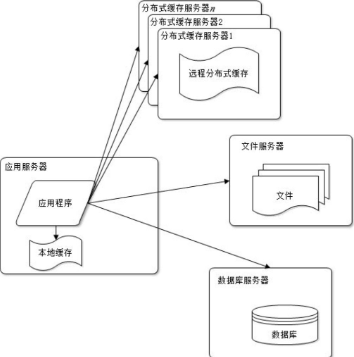 分布式缓存服务器n
分布式缓存服务器2
分布式缓存服务器1
远程分布式缓存
文件服务器
文件
应用服务器
应用程序
本地缓存
数据库服务器
数据库